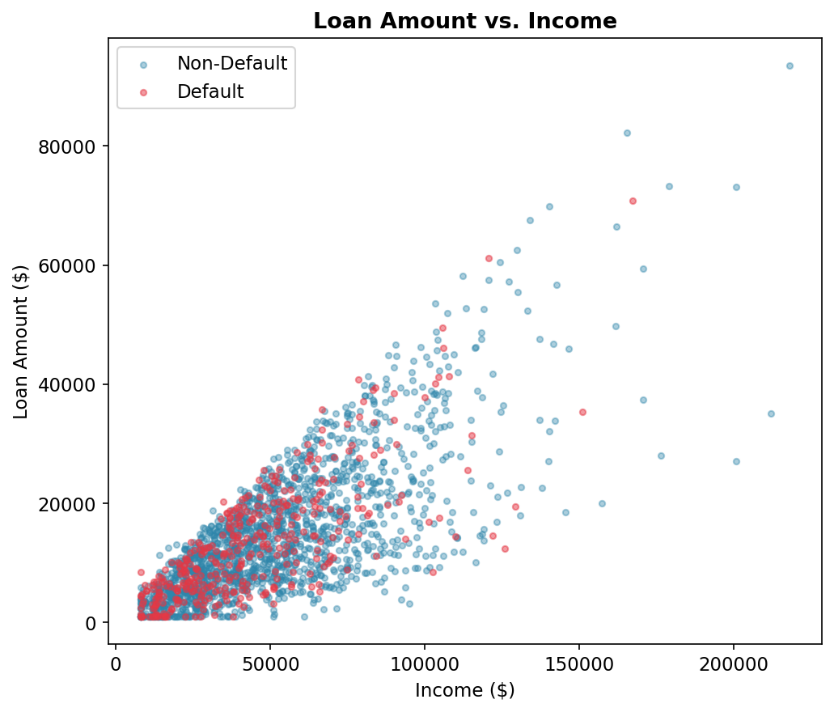 Loan Amount vs. Income
Non-Default
Default
80000
60000
40000
20000
0
Loan Amount ($)
0 50000 100000 150000 200000
Income ($)